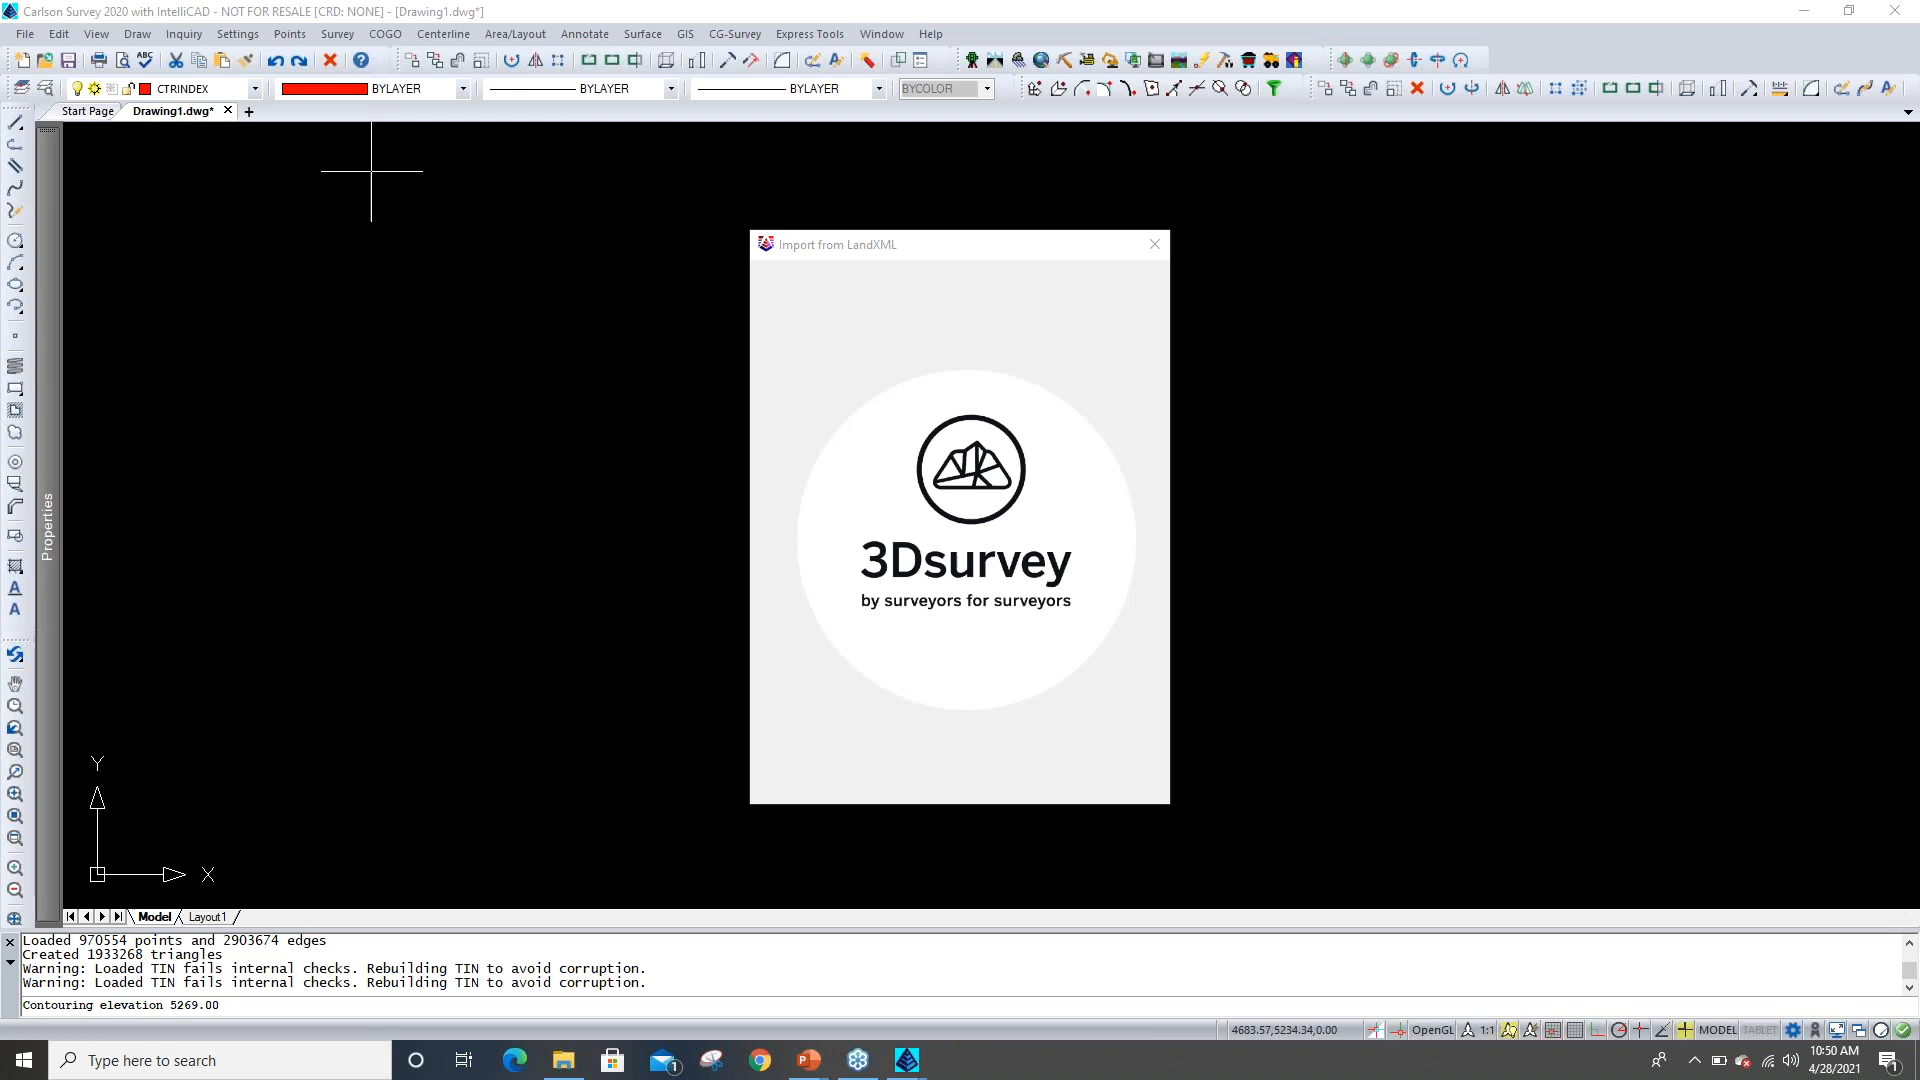 Carlson Survey 2020 with IntelliCAD - NOT FOR RESALE [CRD: NONE] - [Drawing1.dwg*]
File Edit View Draw Inquiry Settings Points Survey COGO Centerline Area/Layout Annotate Surface GIS CG-Survey Express Tools Window Help
ABC
CTRINDEX BYLAYER BYLAYER BYLAYER BYCOLOR
Start Page Drawing1.dwg*
Import from LandXML
3Dsurvey
by surveyors for surveyors
Properties
A
A
Y
X
Model Layout1
Loaded 970554 points and 2903674 edges
Created 1933268 triangles
Warning: Loaded TIN fails internal checks. Rebuilding TIN to avoid corruption.
Warning: Loaded TIN fails internal checks. Rebuilding TIN to avoid corruption.
Contouring elevation 5269.00
4683.57,5234.34,0.00 OpenGL 1:1 MODEL TABLET
Type here to search
1
10:50 AM
4/28/2021
1